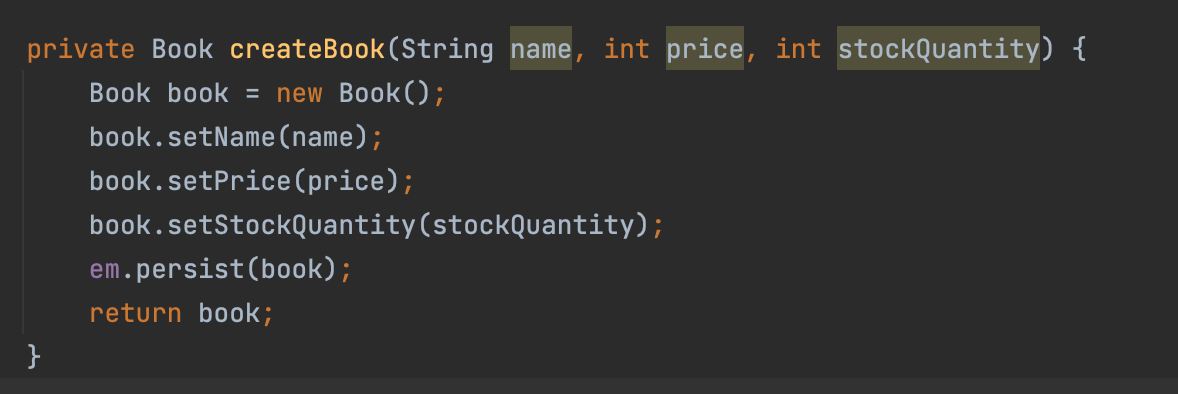 private Book createBook(String name, int price, int stockQuantity) {
    Book book = new Book();
    book.setName(name);
    book.setPrice(price);
    book.setStockQuantity(stockQuantity);
    em.persist(book);
    return book;
}